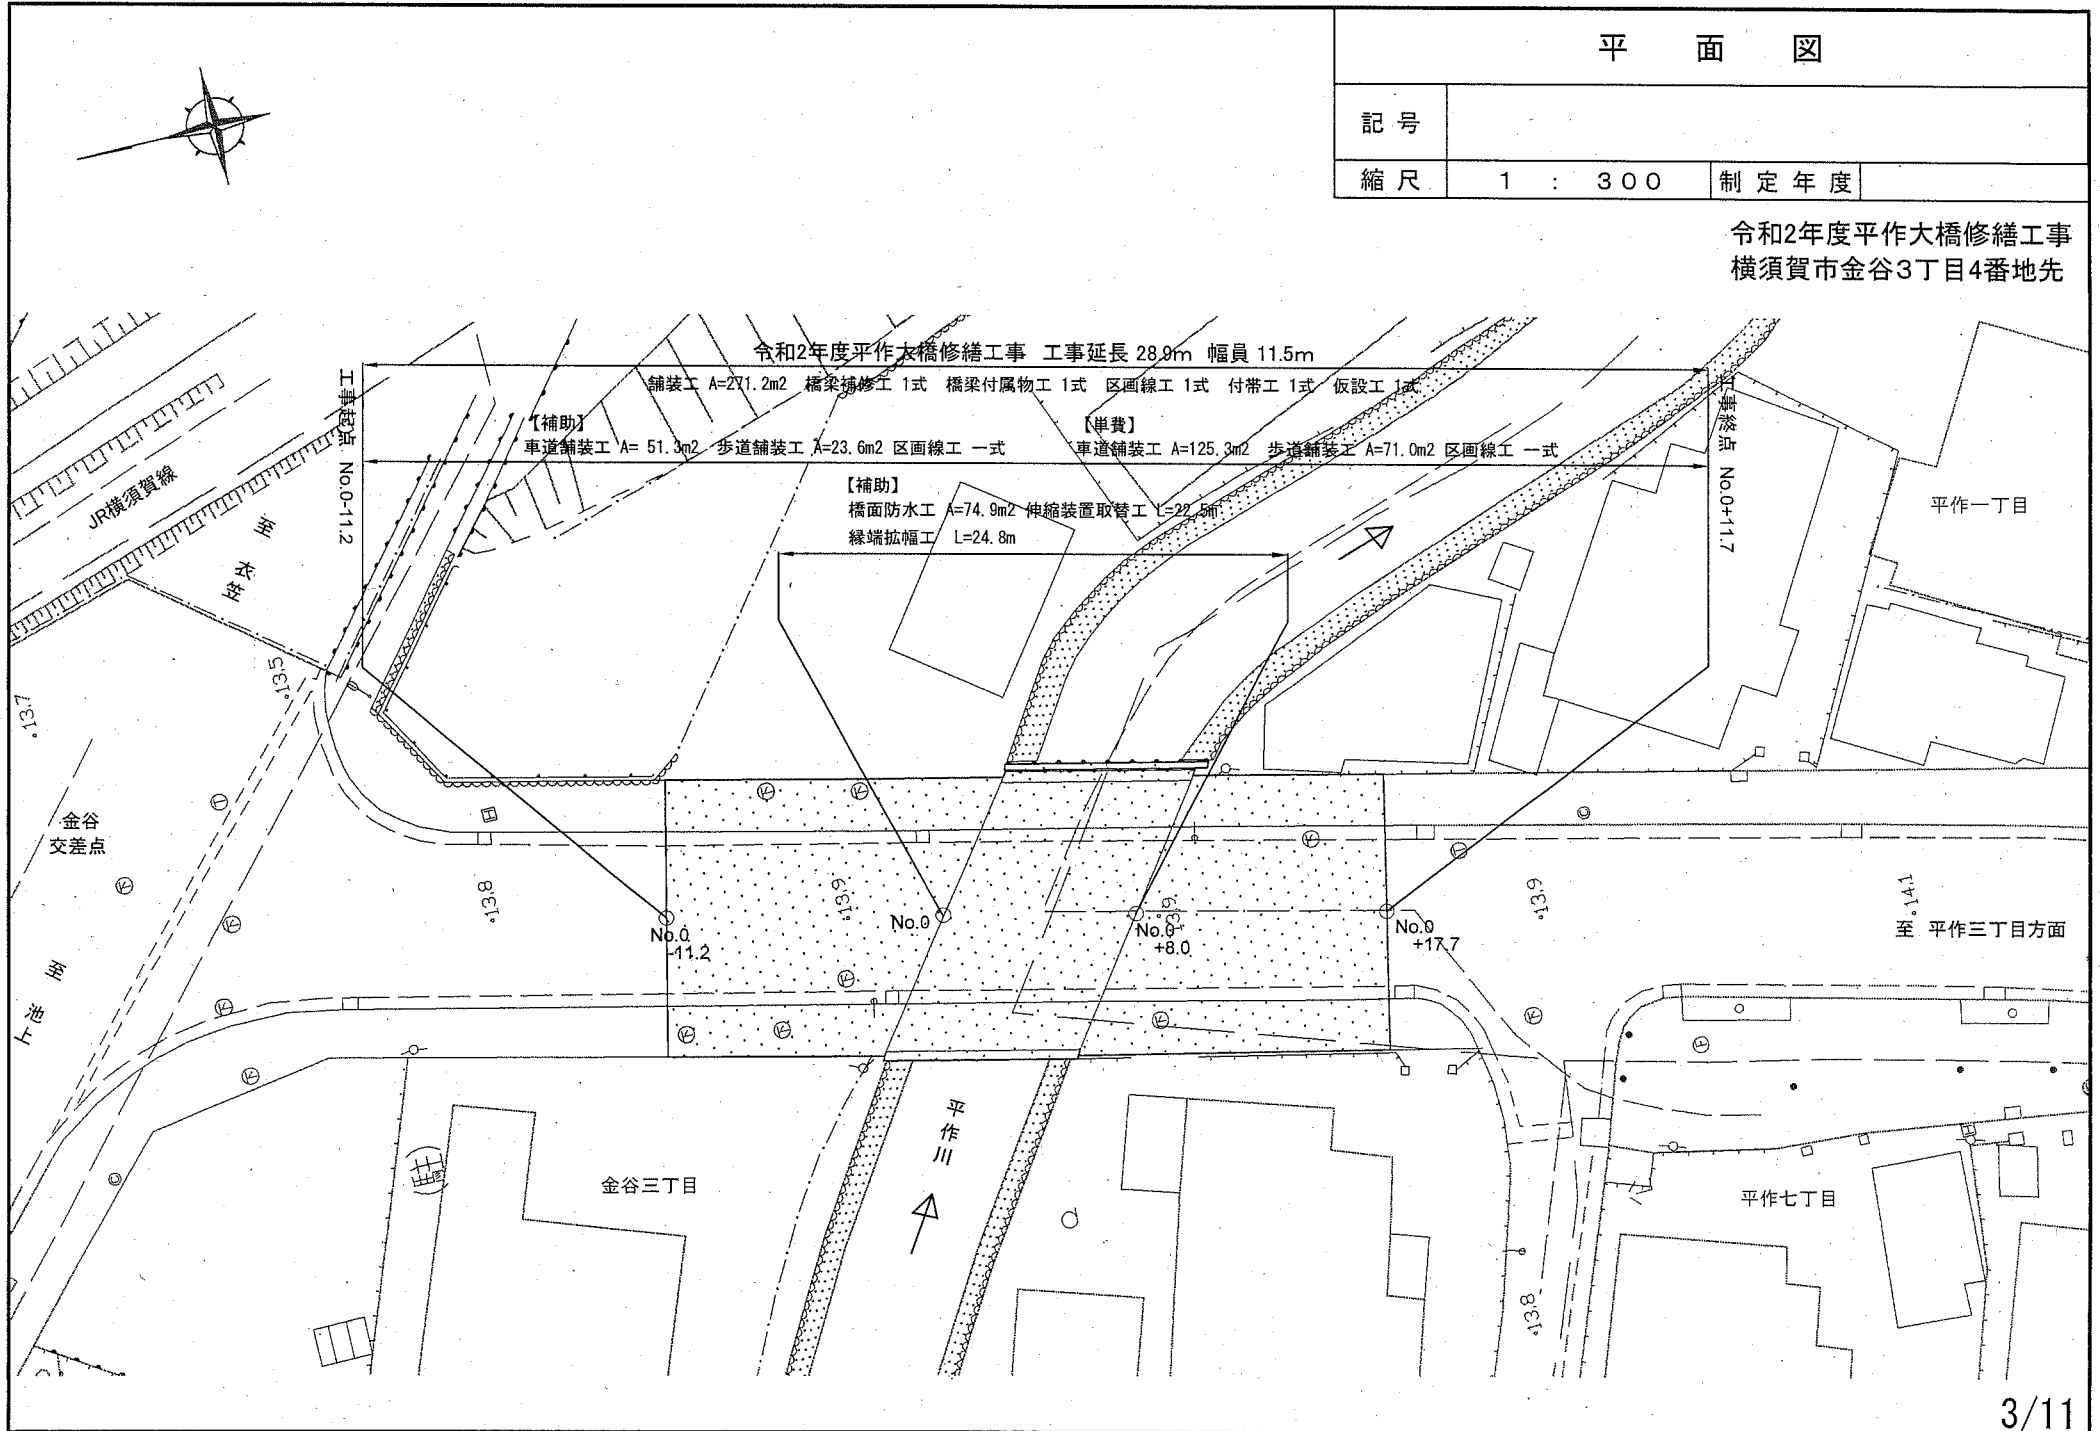 平 面 図
記 号
縮 尺 1 : 300 制 定 年 度
令和2年度平作大橋修繕工事
横須賀市金谷3丁目4番地先
令和2年度平作大橋修繕工事 工事延長 28.9m 幅員 11.5m
舗装工 A=271.2m2 橋梁補修工 1式 橋梁付属物工 1式 区画線工 1式 付帯工 1式 仮設工 1式
【補助】
車道舗装工 A= 51.3m2 歩道舗装工 A=23.6m2 区画線工 一式
【単費】
車道舗装工 A=125.3m2 歩道舗装工 A=71.0m2 区画線工 一式
【補助】
橋面防水工 A=74.9m2 伸縮装置取替工 L=22.5m
縁端拡幅工 L=24.8m
工事起点 No.0-11.2
工事終点 No.0+11.7
JR横須賀線
至 衣笠
平作一丁目
13.7
13.5
金谷
交差点
13.8
13.9
13.9
13.9
14.1
No.0
-11.2
No.0
No.0
+8.0
No.0
+17.7
至 平作三丁目方面
至 池上
平作川
金谷三丁目
平作七丁目
13.8
3/11